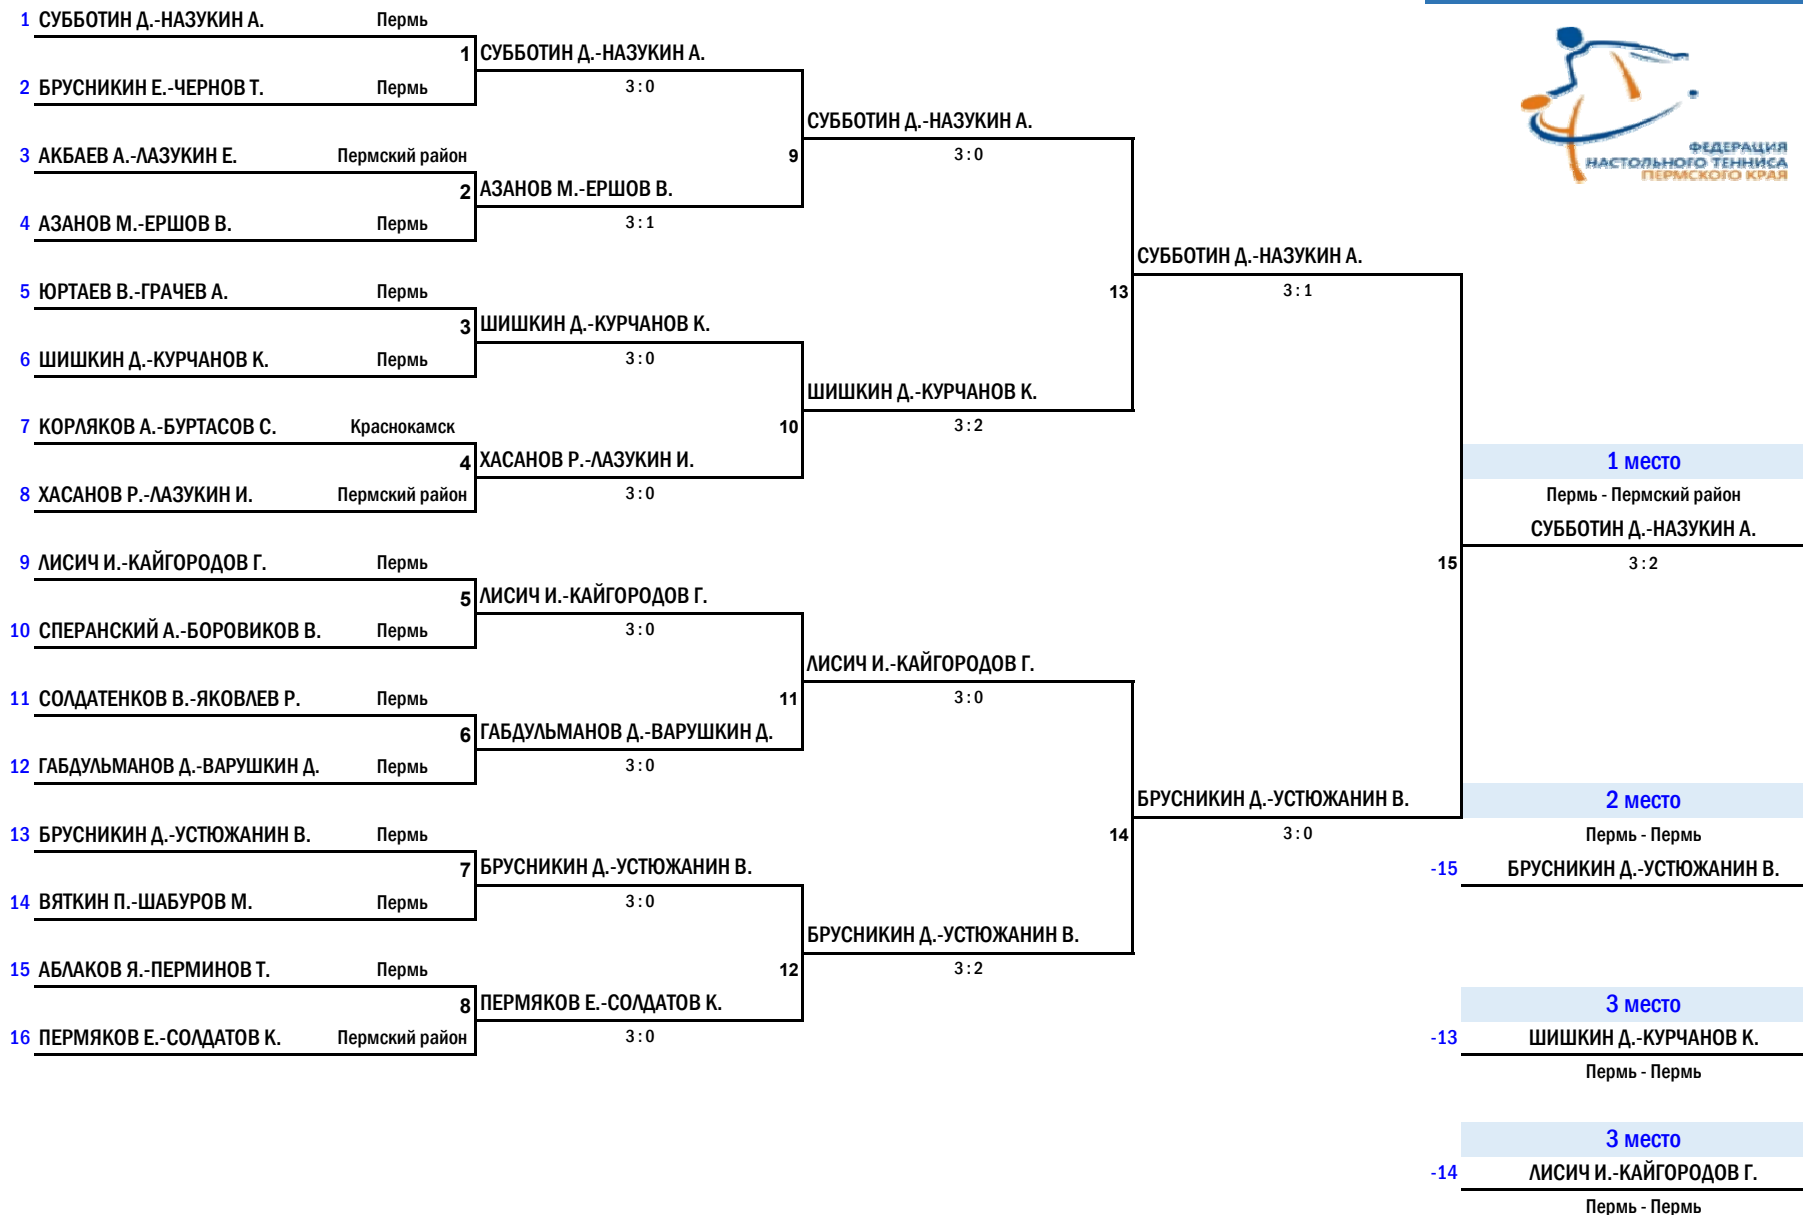 1 СУББОТИН Д.-НАЗУКИН А. Пермь
1 СУББОТИН Д.-НАЗУКИН А.
2 БРУСНИКИН Е.-ЧЕРНОВ Т. Пермь 3:0
СУББОТИН Д.-НАЗУКИН А.
3 АКБАЕВ А.-ЛАЗУКИН Е. Пермский район 9 3:0
ФЕДЕРАЦИЯ
НАСТОЛЬНОГО ТЕННИСА
ПЕРМСКОГО КРАЯ
2 АЗАНОВ М.-ЕРШОВ В.
4 АЗАНОВ М.-ЕРШОВ В. Пермь 3:1
СУББОТИН Д.-НАЗУКИН А.
5 ЮРТАЕВ В.-ГРАЧЕВ А. Пермь 13 3:1
3 ШИШКИН Д.-КУРЧАНОВ К.
6 ШИШКИН Д.-КУРЧАНОВ К. Пермь 3:0
ШИШКИН Д.-КУРЧАНОВ К.
7 КОРЛЯКОВ А.-БУРТАСОВ С. Краснокамск 10 3:2
4 ХАСАНОВ Р.-ЛАЗУКИН И. 1 место
8 ХАСАНОВ Р.-ЛАЗУКИН И. Пермский район 3:0 Пермь - Пермский район
СУББОТИН Д.-НАЗУКИН А.
9 ЛИСИЧ И.-КАЙГОРОДОВ Г. Пермь 15 3:2
5 ЛИСИЧ И.-КАЙГОРОДОВ Г.
10 СПЕРАНСКИЙ А.-БОРОВИКОВ В. Пермь 3:0
ЛИСИЧ И.-КАЙГОРОДОВ Г.
11 СОЛДАТЕНКОВ В.-ЯКОВЛЕВ Р. Пермь 11 3:0
6 ГАБДУЛЬМАНОВ Д.-ВАРУШКИН Д.
12 ГАБДУЛЬМАНОВ Д.-ВАРУШКИН Д. Пермь 3:0
БРУСНИКИН Д.-УСТЮЖАНИН В. 2 место
13 БРУСНИКИН Д.-УСТЮЖАНИН В. Пермь 14 3:0 Пермь - Пермь
7 БРУСНИКИН Д.-УСТЮЖАНИН В. -15 БРУСНИКИН Д.-УСТЮЖАНИН В.
14 ВЯТКИН П.-ШАБУРОВ М. Пермь 3:0
БРУСНИКИН Д.-УСТЮЖАНИН В.
15 АБЛАКОВ Я.-ПЕРМИНОВ Т. Пермь 12 3:2
8 ПЕРМЯКОВ Е.-СОЛДАТОВ К. 3 место
16 ПЕРМЯКОВ Е.-СОЛДАТОВ К. Пермский район 3:0 -13 ШИШКИН Д.-КУРЧАНОВ К.
Пермь - Пермь
3 место
-14 ЛИСИЧ И.-КАЙГОРОДОВ Г.
Пермь - Пермь